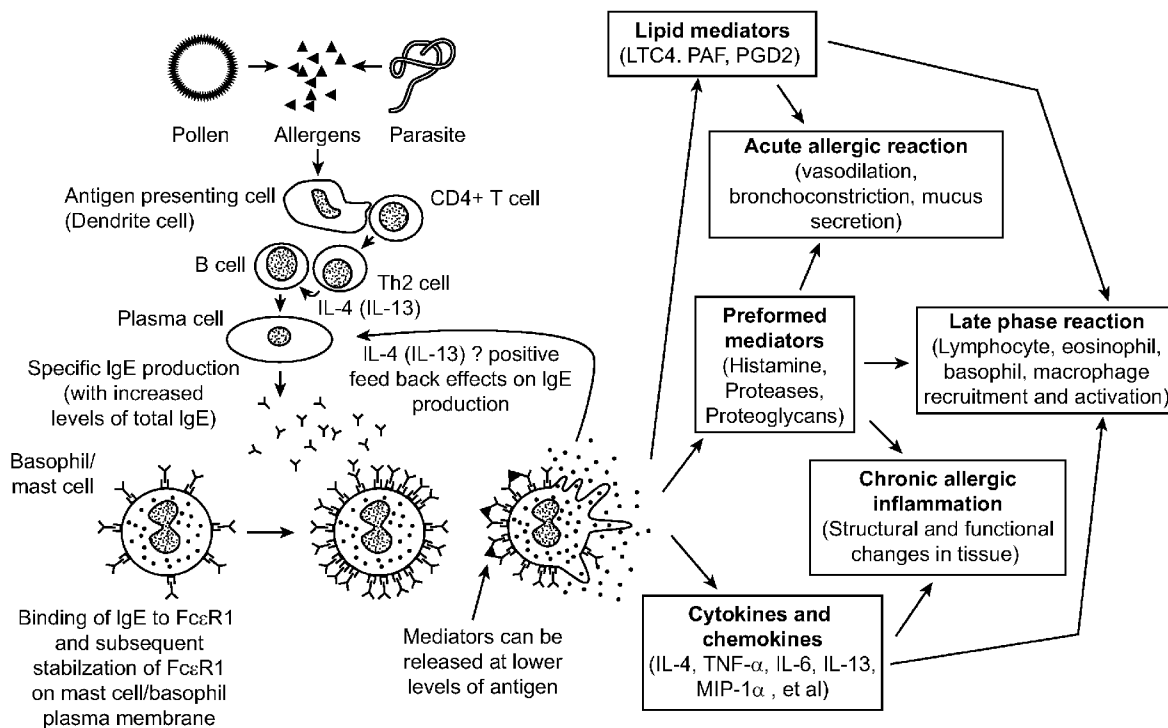 Pollen
Allergens
Parasite
Antigen presenting cell
(Dendrite cell)
CD4+ T cell
B cell
Th2 cell
IL-4 (IL-13)
Plasma cell
Specific IgE production
(with increased
levels of total IgE)
IL-4 (IL-13) ? positive
feed back effects on IgE
production
Basophil/
mast cell
Binding of IgE to FcεR1
and subsequent
stabilzation of FcεR1
on mast cell/basophil
plasma membrane
Mediators can be
released at lower
levels of antigen
Lipid mediators
(LTC4. PAF, PGD2)
Acute allergic reaction
(vasodilation,
bronchoconstriction, mucus
secretion)
Preformed
mediators
(Histamine,
Proteases,
Proteoglycans)
Late phase reaction
(Lymphocyte, eosinophil,
basophil, macrophage
recruitment and activation)
Chronic allergic
inflammation
(Structural and functional
changes in tissue)
Cytokines and
chemokines
(IL-4, TNF-α, IL-6, IL-13,
MIP-1α , et al)